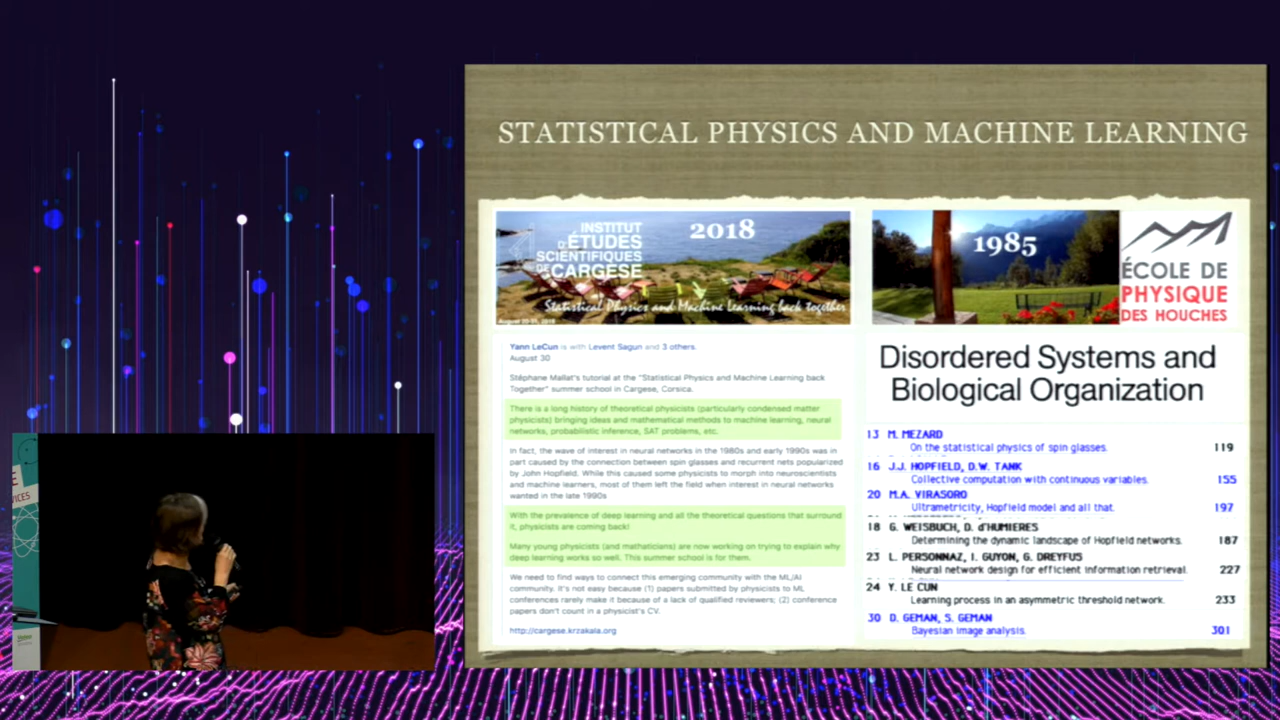 STATISTICAL PHYSICS AND MACHINE LEARNING
INSTITUT
D'ÉTUDES
SCIENTIFIQUES
DE CARGÈSE
2018
Statistical Physics and Machine Learning back together
August 20-31, 2018
1985
ÉCOLE DE
PHYSIQUE
DES HOUCHES
Yann LeCun is with Levent Sagun and 3 others.
August 30
Stéphane Mallat's tutorial at the "Statistical Physics and Machine Learning back
Together" summer school in Cargese, Corsica.
There is a long history of theoretical physicists (particularly condensed matter
physicists) bringing ideas and mathematical methods to machine learning, neural
networks, probabilistic inference, SAT problems, etc.
In fact, the wave of interest in neural networks in the 1980s and early 1990s was in
part caused by the connection between spin glasses and recurrent nets popularized
by John Hopfield. While this caused some physicists to morph into neuroscientists
and machine learners, most of them left the field when interest in neural networks
wanted in the late 1990s
With the prevalence of deep learning and all the theoretical questions that surround
it, physicists are coming back!
Many young physicists (and mathaticians) are now working on trying to explain why
deep learning works so well. This summer school is for them.
We need to find ways to connect this emerging community with the ML/AI
community. It's not easy because (1) papers submitted by physicists to ML
conferences rarely make it because of a lack of qualified reviewers; (2) conference
papers don't count in a physicist's CV.
http://cargese.krzakala.org
Disordered Systems and
Biological Organization
13 M. MEZARD
On the statistical physics of spin glasses. 119
16 J.J. HOPFIELD, D.W. TANK
Collective computation with continuous variables. 155
20 M.A. VIRASORO
Ultrametricity, Hopfield model and all that. 197
18 G. WEISBUCH, D. d'HUMIERES
Determining the dynamic landscape of Hopfield networks. 187
23 L. PERSONNAZ, I. GUYON, G. DREYFUS
Neural network design for efficient information retrieval. 227
24 Y. LE CUN
Learning process in an asymmetric threshold network. 233
30 D. GEMAN, S. GEMAN
Bayesian image analysis. 301